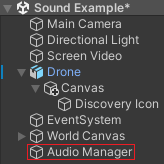 Sound Example*
Main Camera
Directional Light
Screen Video
Drone
Canvas
Discovery Icon
EventSystem
World Canvas
Audio Manager